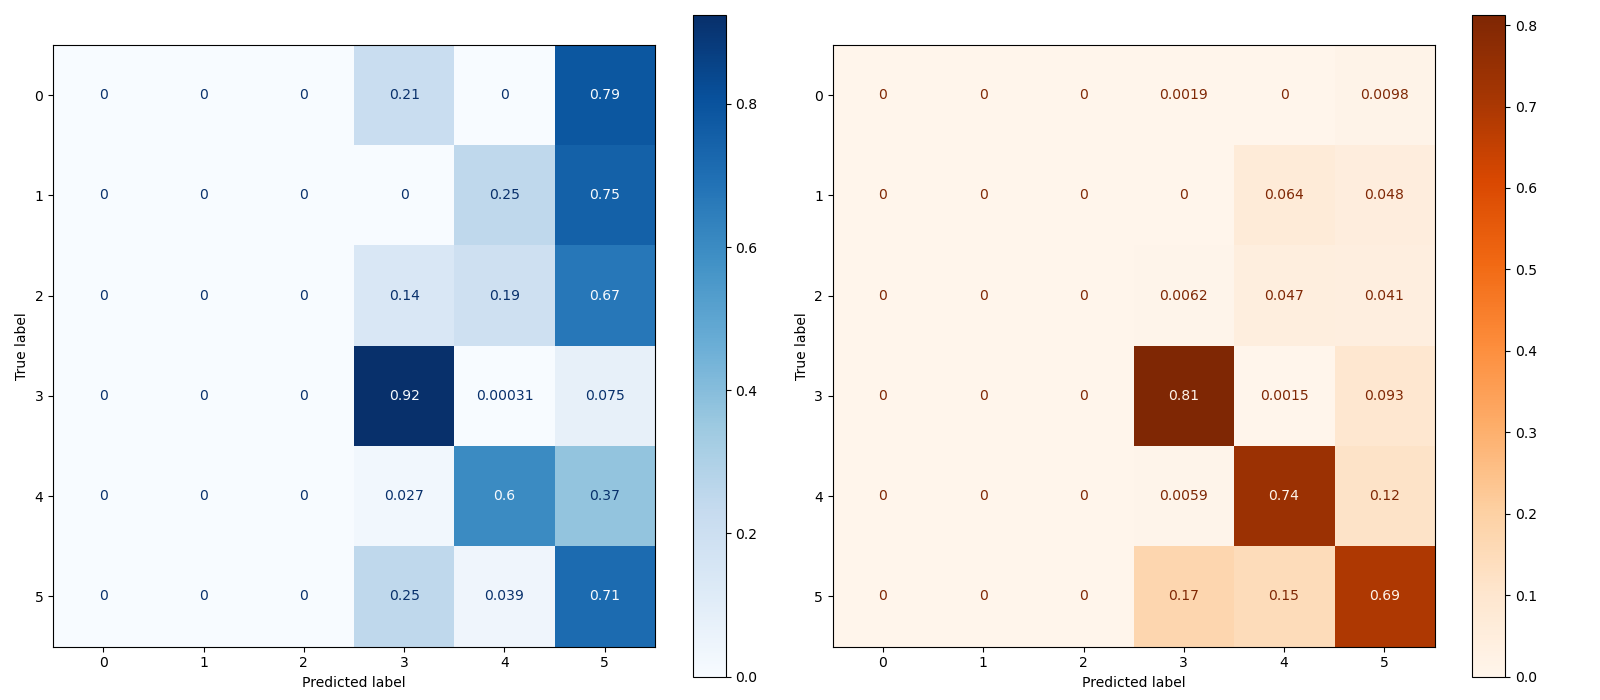 0 0 0 0 0.21 0 0.79
1 0 0 0 0 0.25 0.75
2 0 0 0 0.14 0.19 0.67
3 0 0 0 0.92 0.00031 0.075
4 0 0 0 0.027 0.6 0.37
5 0 0 0 0.25 0.039 0.71
0 1 2 3 4 5
Predicted label
True label
0.8
0.6
0.4
0.2
0.0
0 0 0 0 0.0019 0 0.0098
1 0 0 0 0 0.064 0.048
2 0 0 0 0.0062 0.047 0.041
3 0 0 0 0.81 0.0015 0.093
4 0 0 0 0.0059 0.74 0.12
5 0 0 0 0.17 0.15 0.69
0 1 2 3 4 5
Predicted label
True label
0.8
0.7
0.6
0.5
0.4
0.3
0.2
0.1
0.0